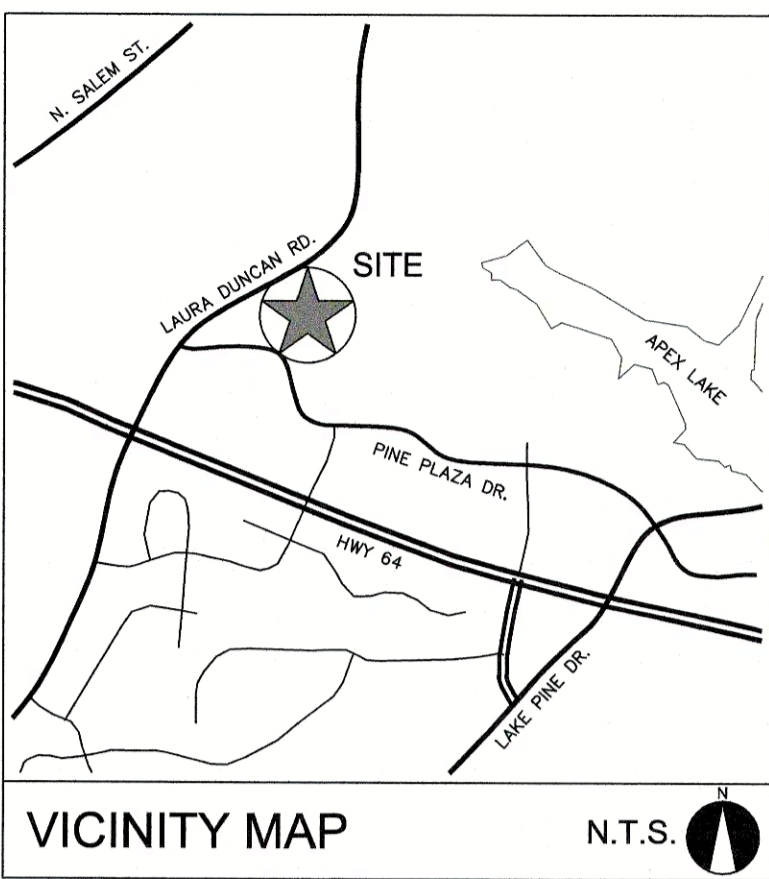 N. SALEM ST.
LAURA DUNCAN RD.
SITE
APEX LAKE
PINE PLAZA DR.
HWY 64
LAKE PINE DR.
VICINITY MAP
N.T.S.
N